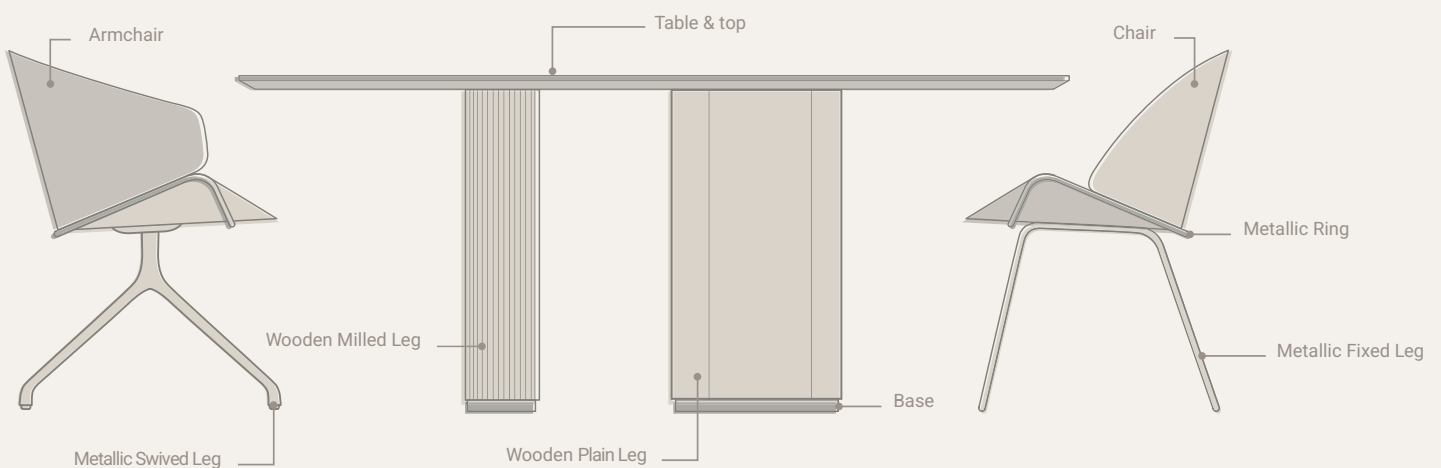 Table & top
Armchair
Chair
Metallic Ring
Wooden Milled Leg
Metallic Fixed Leg
Base
Wooden Plain Leg
Metallic Swived Leg